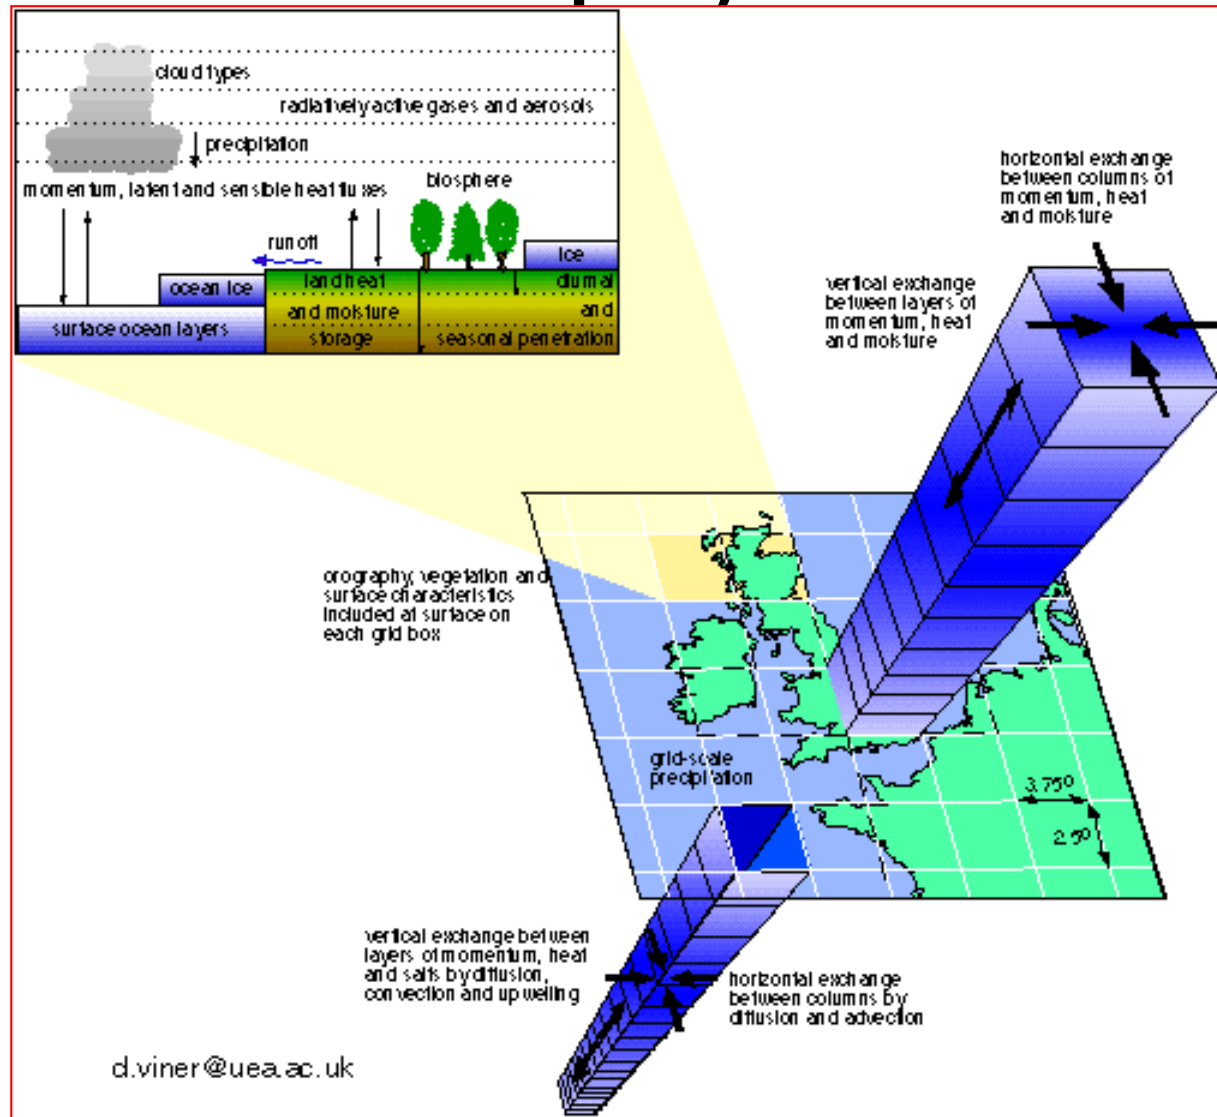 cloud types
radiatively active gases and aerosols
precipitation
momentum, latent and sensible heat fluxes
biosphere
run off
ice
ocean ice
land heat
diurnal
and moisture
and
surface ocean layers
storage
seasonal penetration
horizontal exchange
between columns of
momentum, heat
and moisture
vertical exchange
between layers of
momentum, heat
and moisture
orography, vegetation and
surface characteristics
included at surface on
each grid box
grid-scale
precipitation
3.75º
2.5º
vertical exchange between
layers of momentum, heat
and salts by diffusion,
convection and upwelling
horizontal exchange
between columns by
diffusion and advection
d.viner@uea.ac.uk